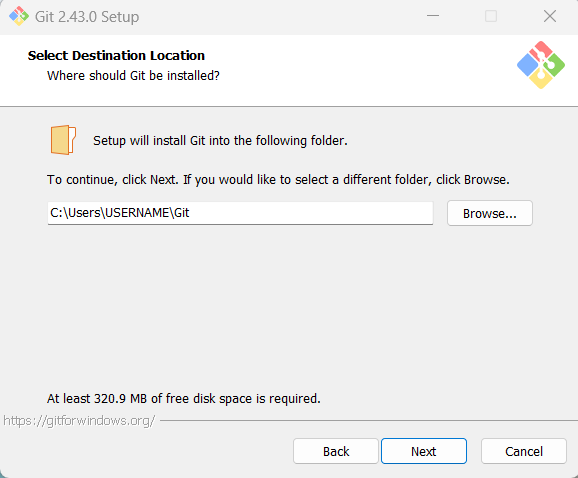 Git 2.43.0 Setup
Select Destination Location
Where should Git be installed?
Setup will install Git into the following folder.
To continue, click Next. If you would like to select a different folder, click Browse.
C:\Users\USERNAME\Git
Browse...
At least 320.9 MB of free disk space is required.
https://gitforwindows.org/
Back
Next
Cancel